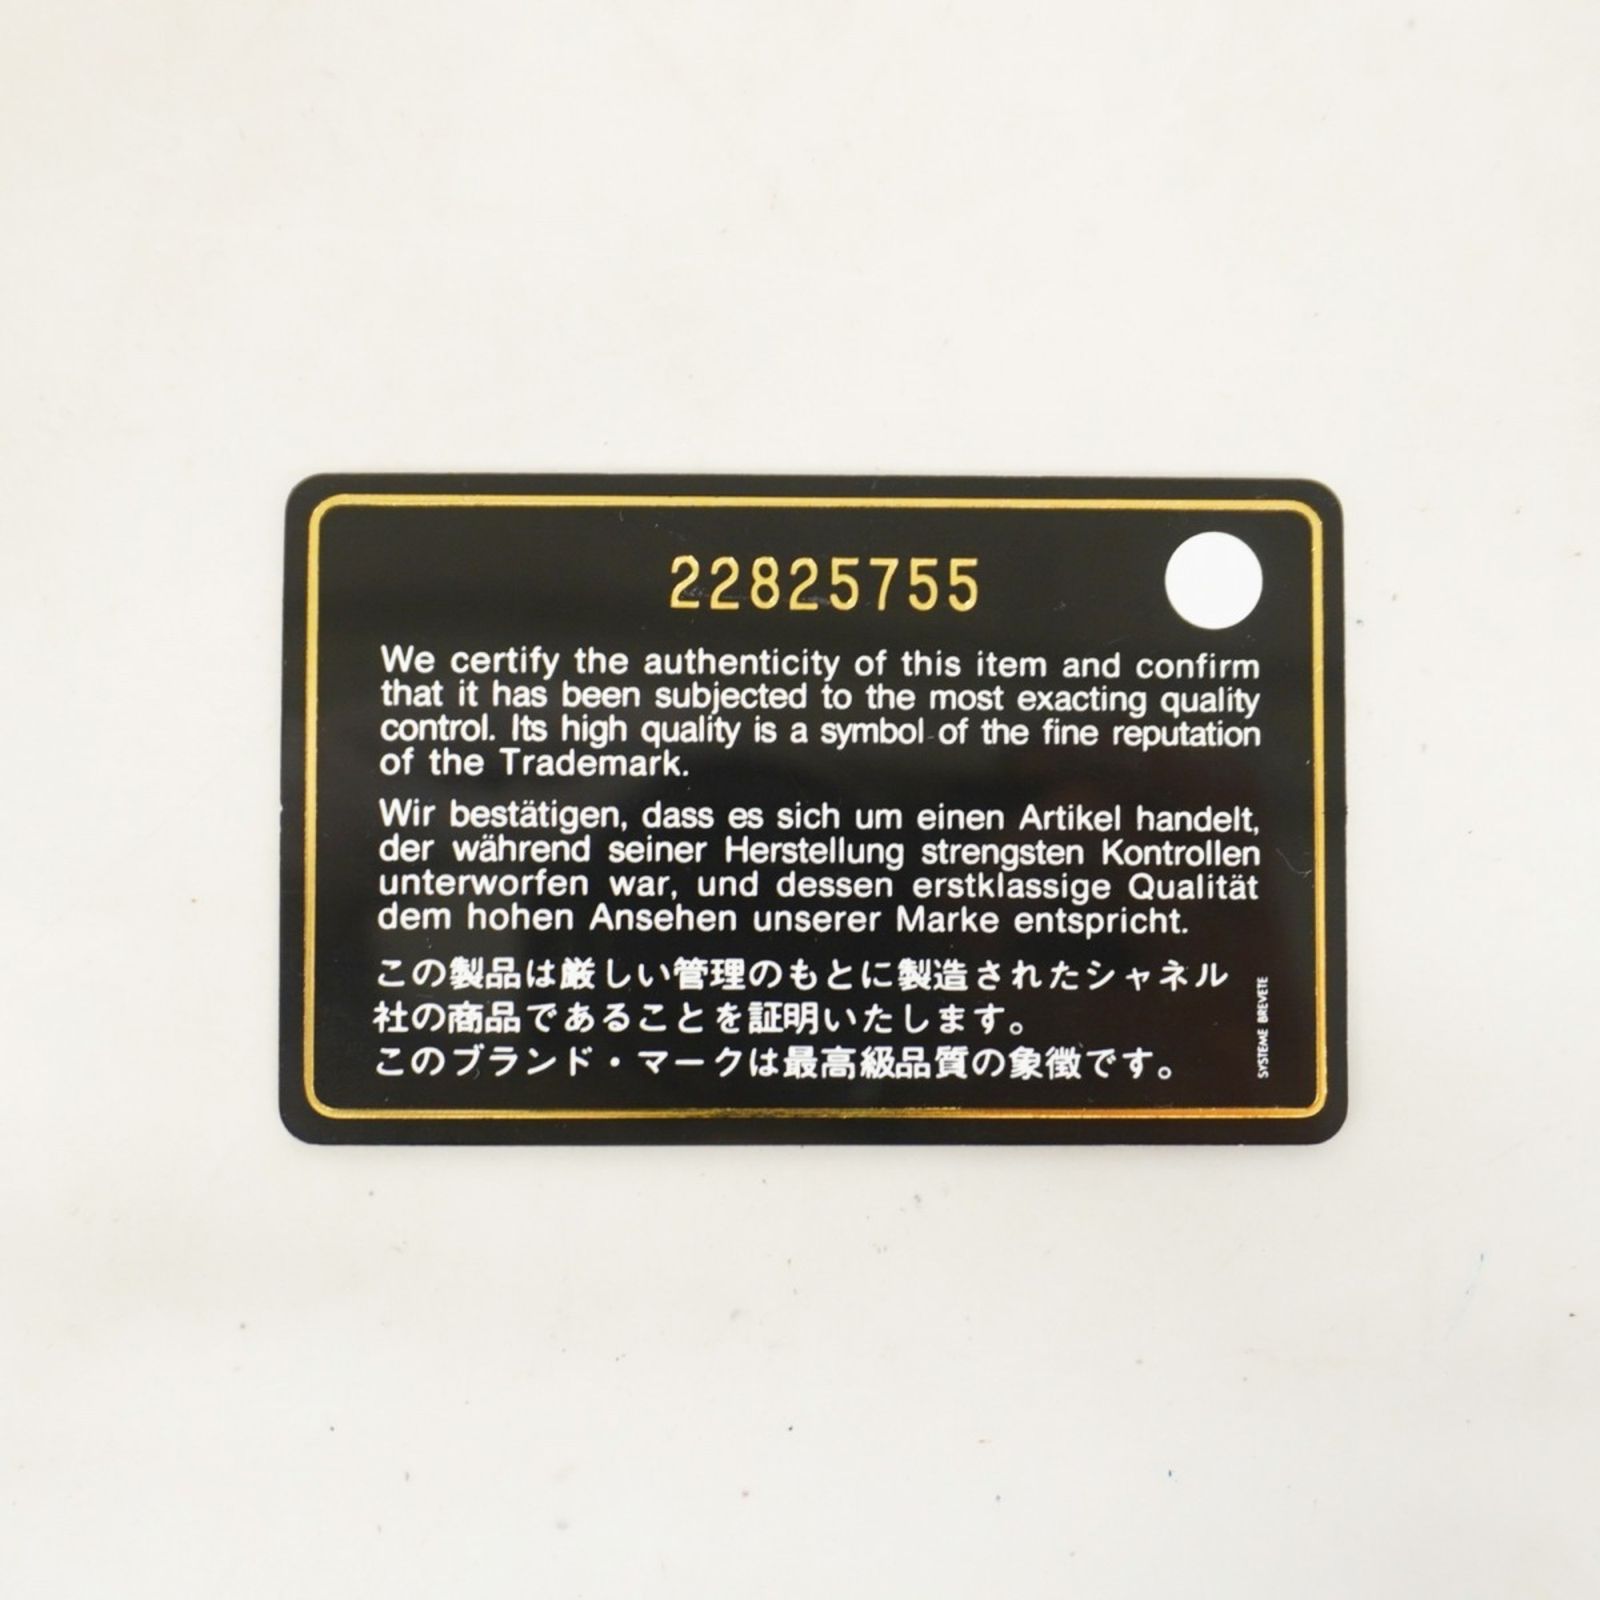 22825755
We certify the authenticity of this item and confirm
that it has been subjected to the most exacting quality
control. Its high quality is a symbol of the fine reputation
of the Trademark.
Wir bestätigen, dass es sich um einen Artikel handelt,
der während seiner Herstellung strengsten Kontrollen
unterworfen war, und dessen erstklassige Qualität
dem hohen Ansehen unserer Marke entspricht.
この製品は厳しい管理のもとに製造されたシャネル
社の商品であることを証明いたします。
このブランド・マークは最高級品質の象徴です。
SYSTEME BREVETE